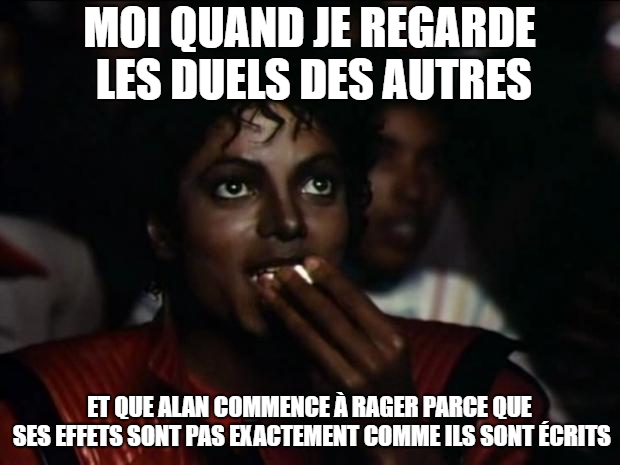 MOI QUAND JE REGARDE
LES DUELS DES AUTRES
ET QUE ALAN COMMENCE À RAGER PARCE QUE
SES EFFETS SONT PAS EXACTEMENT COMME ILS SONT ÉCRITS